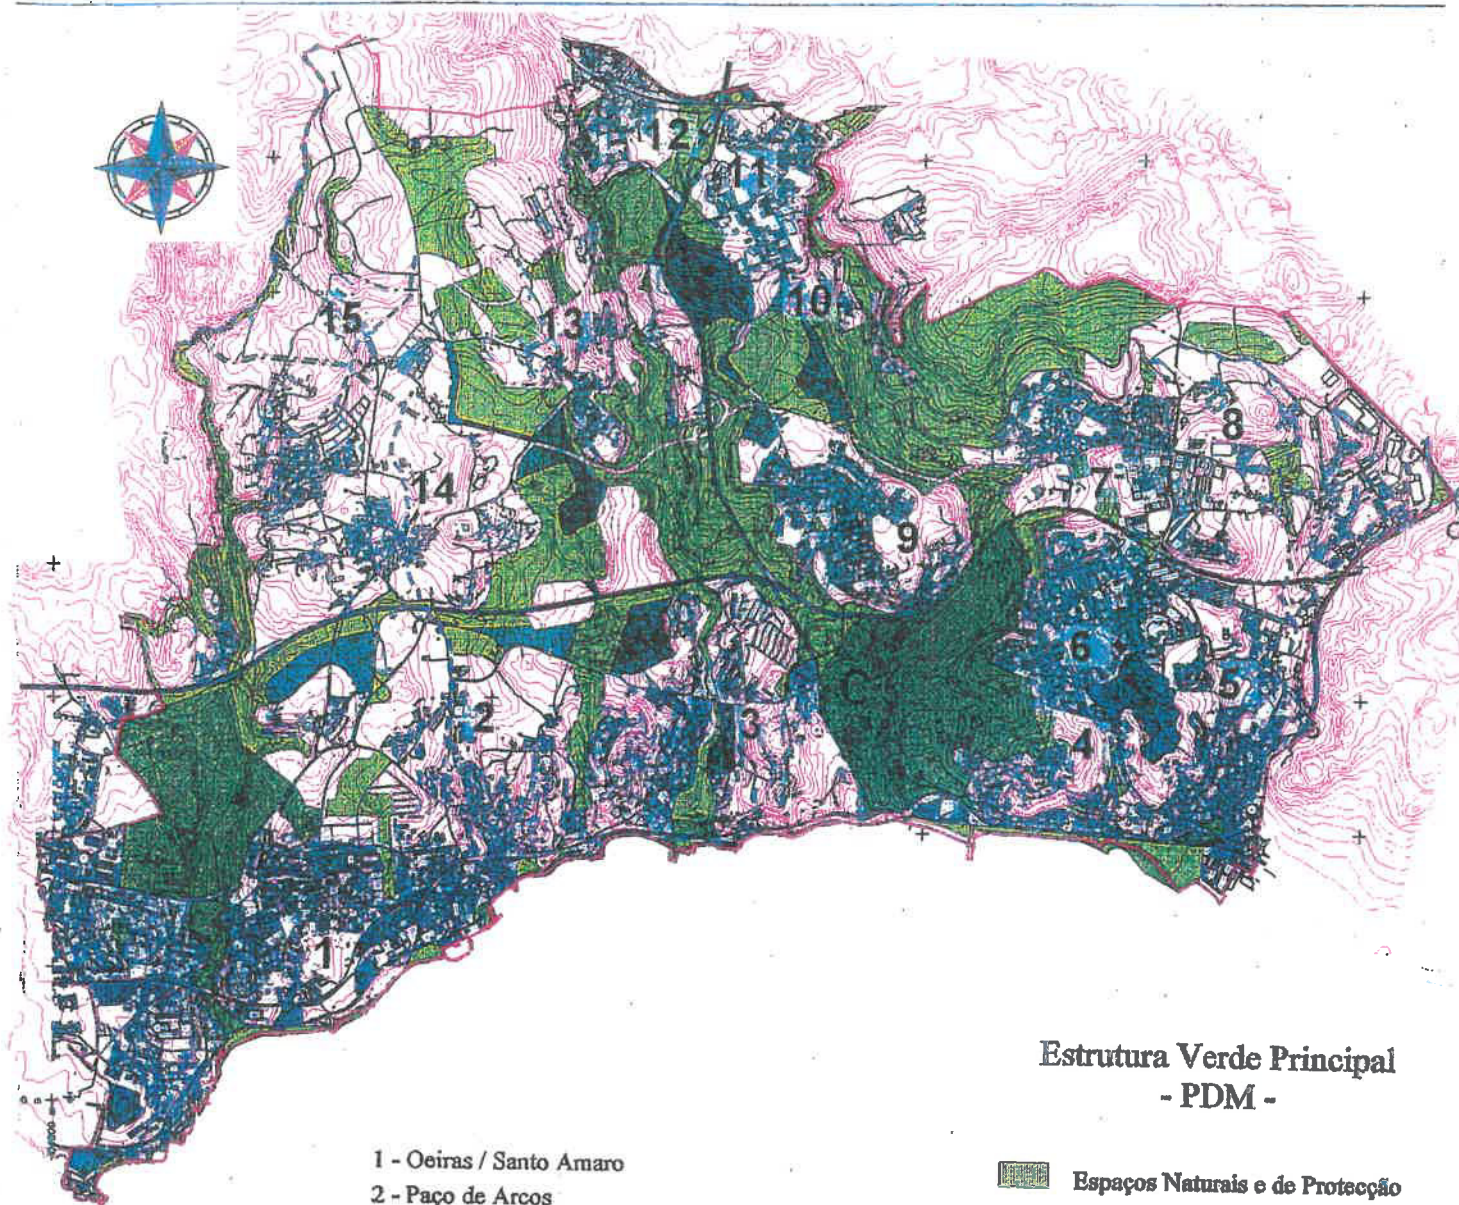 12
11
15
13
10
8
14
7
9
6
C.J
5
2
3
4
1
Estrutura Verde Principal
- PDM -
1 - Oeiras / Santo Amaro
2 - Paço de Arcos
Espaços Naturais e de Protecção